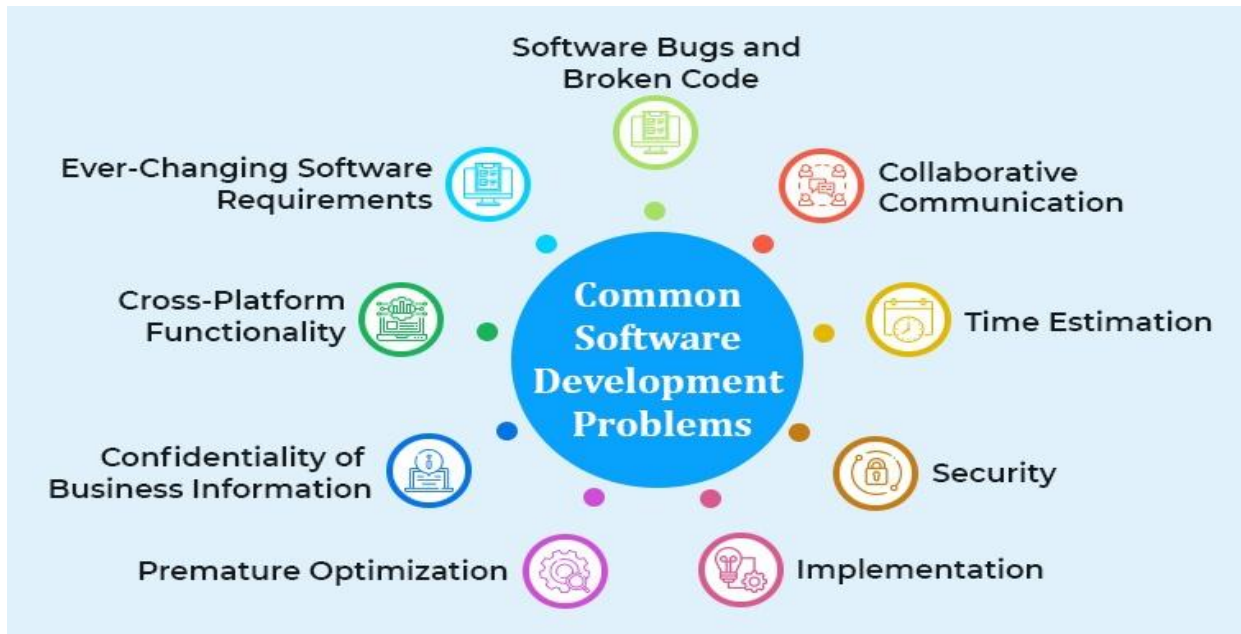 Software Bugs and
Broken Code
Collaborative
Communication
Time Estimation
Security
Implementation
Premature Optimization
Confidentiality of
Business Information
Cross-Platform
Functionality
Ever-Changing Software
Requirements
Common
Software
Development
Problems